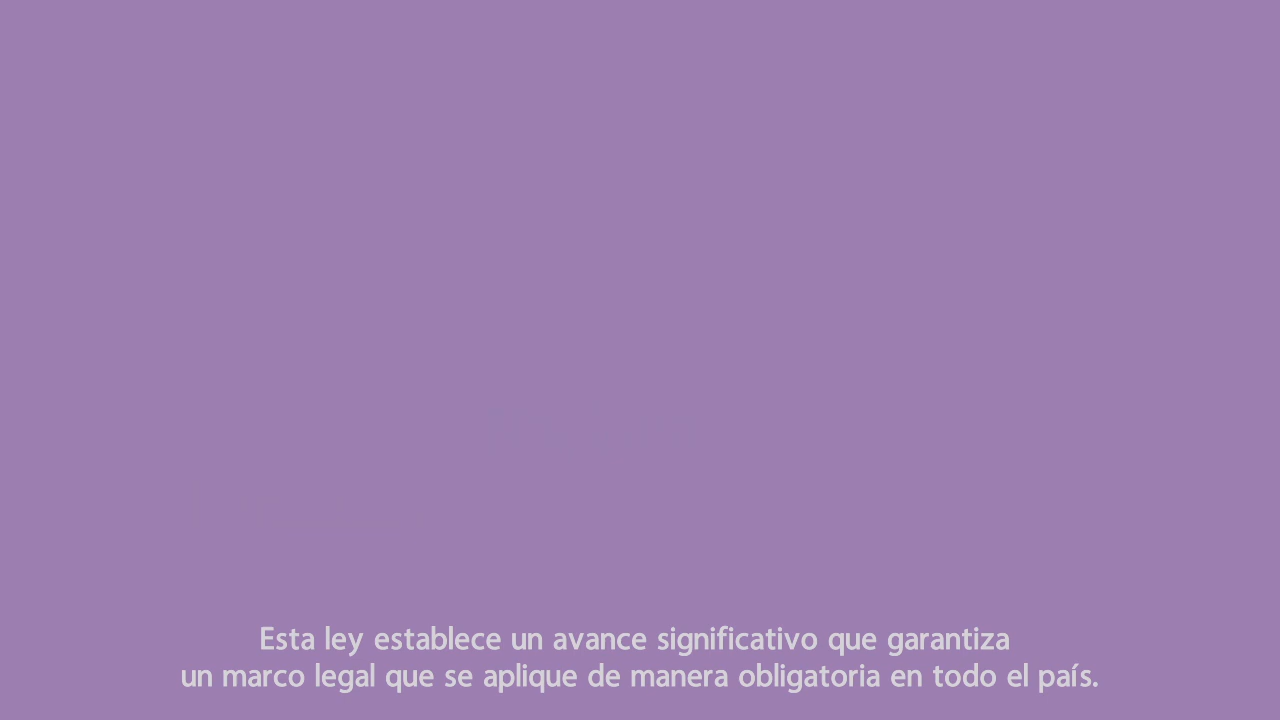 Esta ley establece un avance significativo que garantiza
un marco legal que se aplique de manera obligatoria en todo el país.